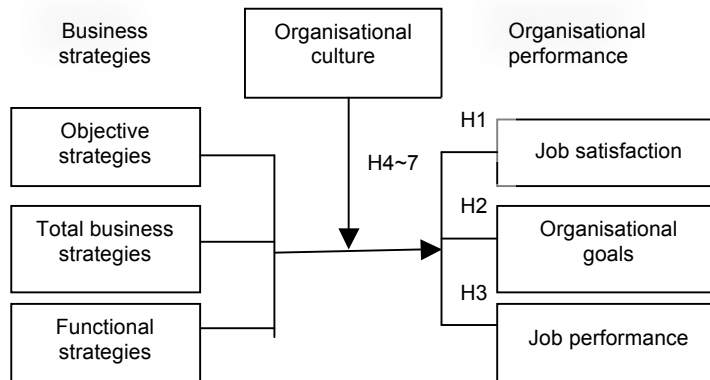 Business
strategies
Organisational
culture
Organisational
performance
Objective
strategies
H4~7
H1
Job satisfaction
Total business
strategies
H2
Organisational
goals
Functional
strategies
H3
Job performance